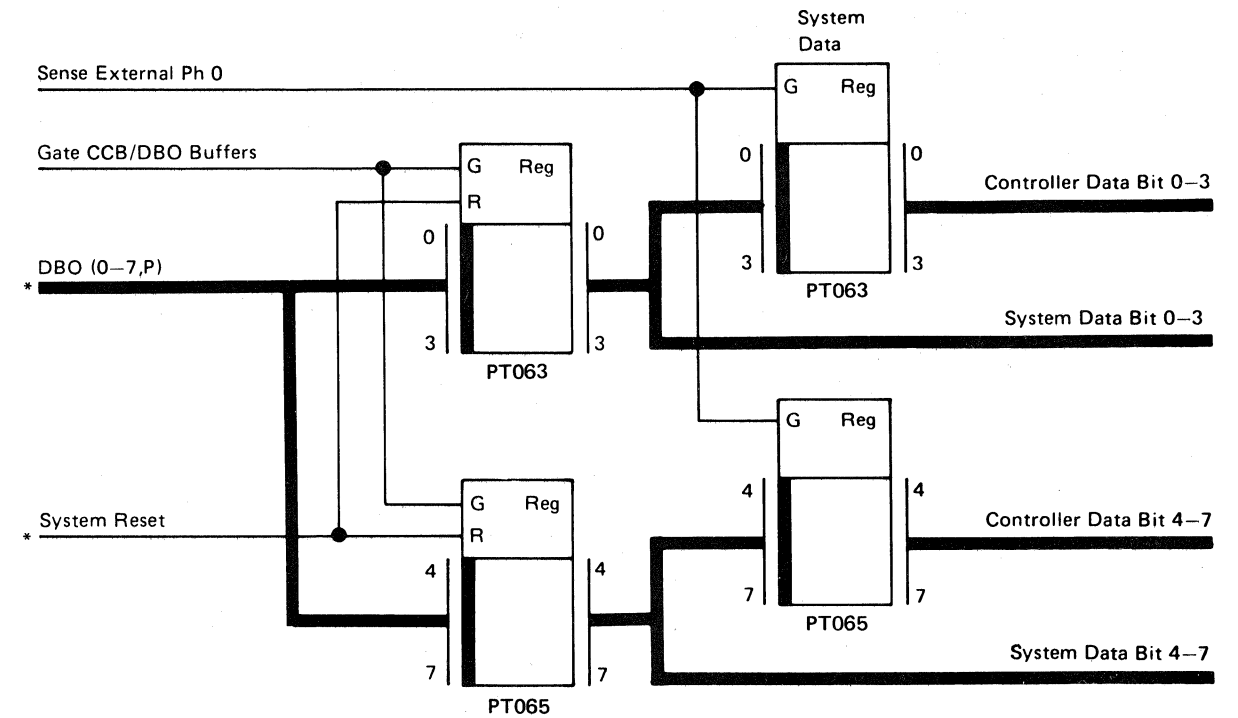 System
Data
Sense External Ph 0
G Reg
Gate CCB/DBO Buffers
G Reg
R
0 0
Controller Data Bit 0–3
0 0
3 3
DBO (0–7,P)
*
PT063
System Data Bit 0–3
3 3
PT063
G Reg
4 4
G Reg
System Reset
* R
Controller Data Bit 4–7
4 4
7 7
PT065
System Data Bit 4–7
7 7
PT065